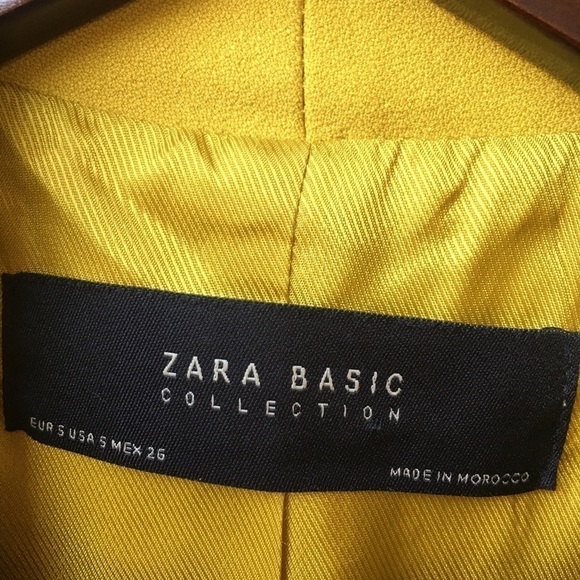 ZARA BASIC
COLLECTION
EUR S USA S MEX 26
MADE IN MOROCCO